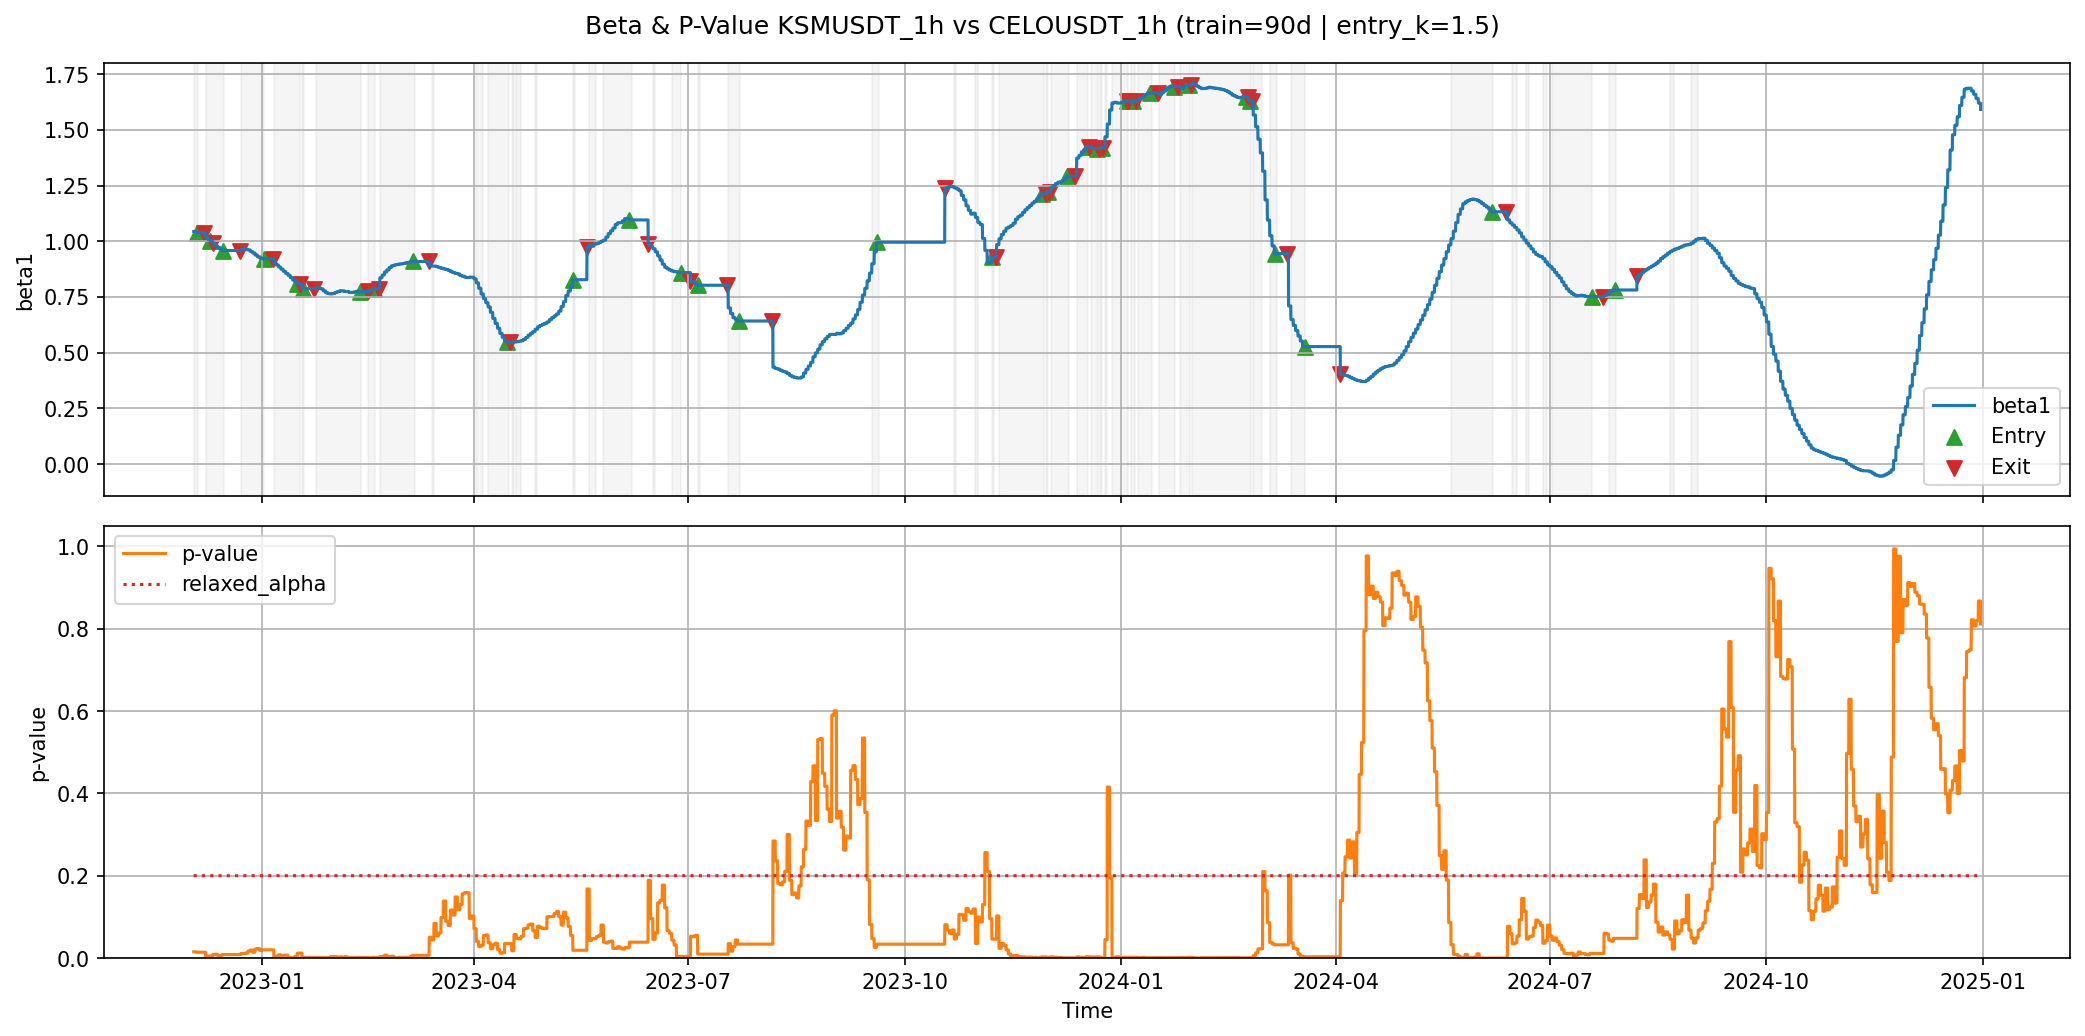 Beta & P-Value KSMUSDT_1h vs CELOUSDT_1h (train=90d | entry_k=1.5)
beta1
1.75
1.50
1.25
1.00
0.75
0.50
0.25
0.00
beta1
Entry
Exit
p-value
1.0
0.8
0.6
0.4
0.2
0.0
p-value
relaxed_alpha
2023-01
2023-04
2023-07
2023-10
2024-01
2024-04
2024-07
2024-10
2025-01
Time